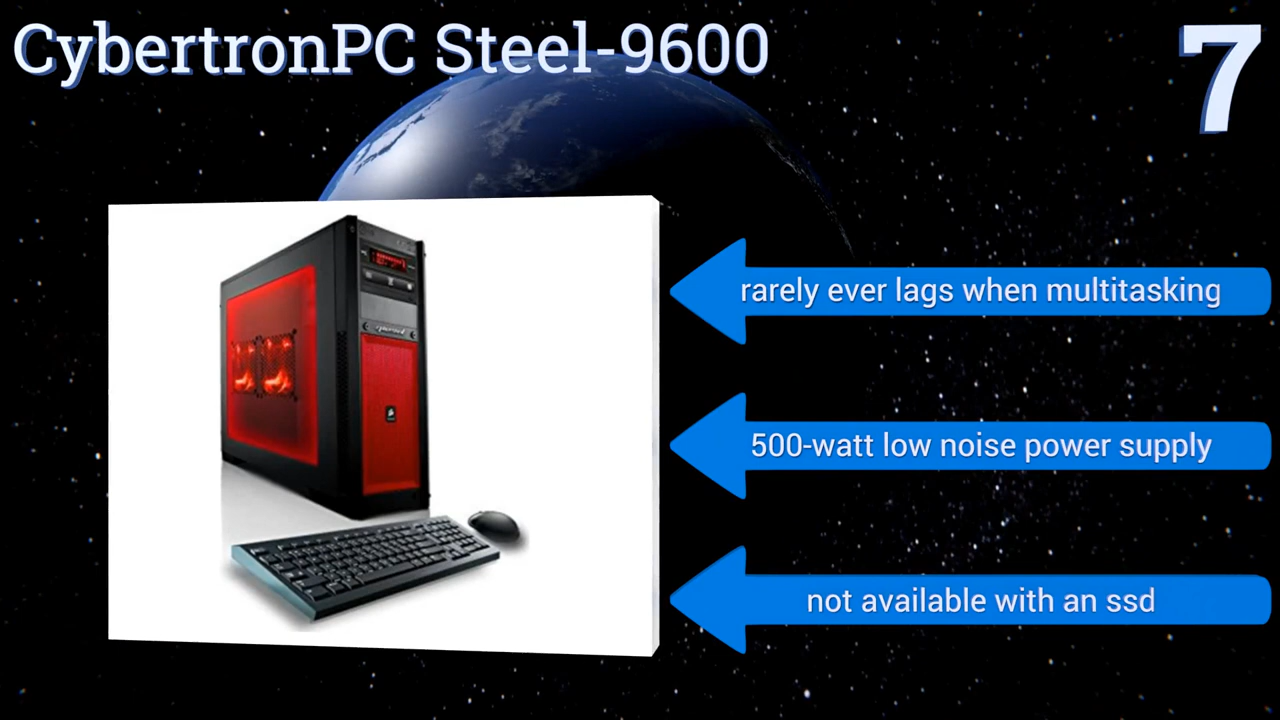 CybertronPC Steel-9600
7
rarely ever lags when multitasking
500-watt low noise power supply
not available with an ssd